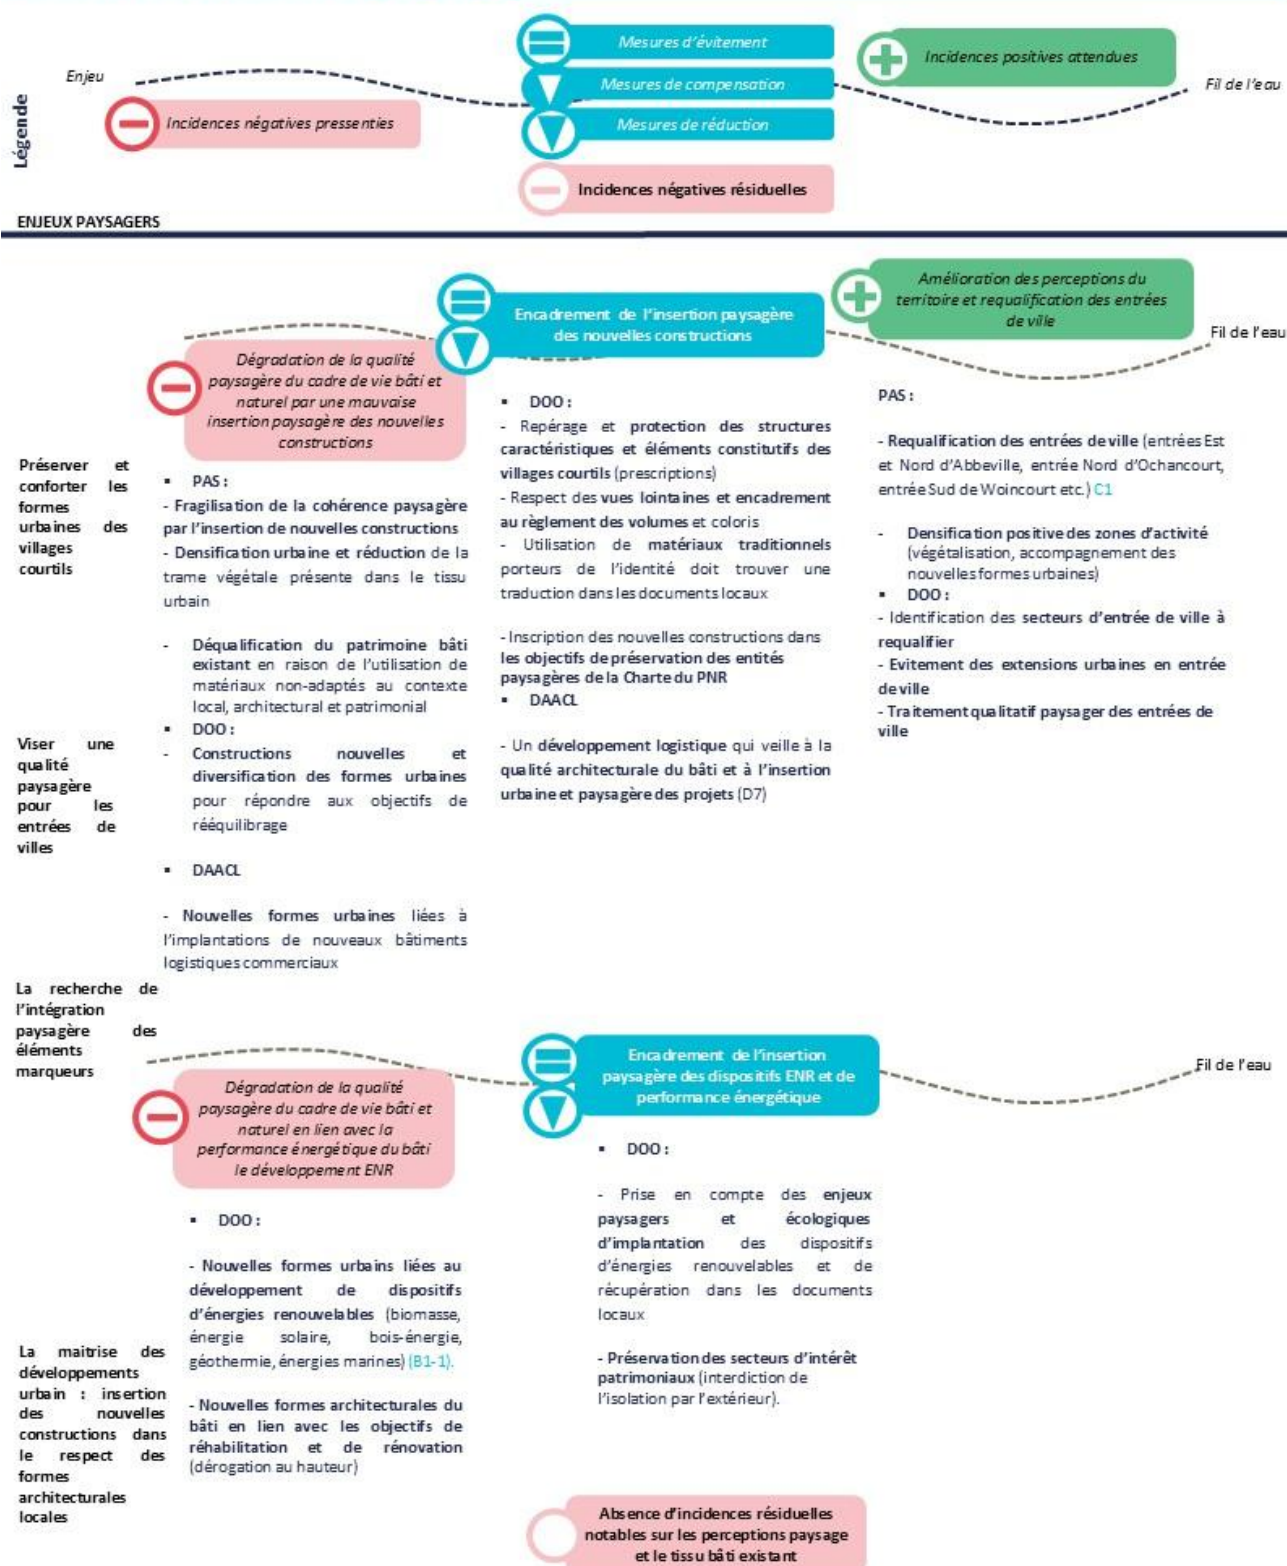 Légende
Enjeu
Incidences négatives pressenties
Mesures d'évitement
Mesures de compensation
Mesures de réduction
Incidences négatives résiduelles
Incidences positives attendues
Fil de l'eau
ENJEUX PAYSAGERS
Préserver et
conforter les
formes
urbaines des
villages
courtils
Viser une
qualité
paysagère
pour les
entrées de
villes
La recherche de
l'intégration
paysagère des
éléments
marqueurs
La maitrise des
développements
urbain : insertion
des nouvelles
constructions dans
le respect des
formes
architecturales
locales
Dégradation de la qualité
paysagère du cadre de vie bâti et
naturel par une mauvaise
insertion paysagère des nouvelles
constructions
▪ PAS :
- Fragilisation de la cohérence paysagère
par l'insertion de nouvelles constructions
- Densification urbaine et réduction de la
trame végétale présente dans le tissu
urbain
- Déqualification du patrimoine bâti
existant en raison de l'utilisation de
matériaux non-adaptés au contexte
local, architectural et patrimonial
▪ DOO :
- Constructions nouvelles et
diversification des formes urbaines
pour répondre aux objectifs de
rééquilibrage
▪ DAACL
- Nouvelles formes urbaines liées à
l'implantations de nouveaux bâtiments
logistiques commerciaux
Encadrement de l'insertion paysagère
des nouvelles constructions
▪ DOO :
- Repérage et protection des structures
caractéristiques et éléments constitutifs des
villages courtils (prescriptions)
- Respect des vues lointaines et encadrement
au règlement des volumes et coloris
- Utilisation de matériaux traditionnels
porteurs de l'identité doit trouver une
traduction dans les documents locaux
- Inscription des nouvelles constructions dans
les objectifs de préservation des entités
paysagères de la Charte du PNR
▪ DAACL
- Un développement logistique qui veille à la
qualité architecturale du bâti et à l'insertion
urbaine et paysagère des projets (D7)
Amélioration des perceptions du
territoire et requalification des entrées
de ville
Fil de l'eau
PAS :
- Requalification des entrées de ville (entrées Est
et Nord d'Abbeville, entrée Nord d'Ochancourt,
entrée Sud de Woincourt etc.) C1
- Densification positive des zones d'activité
(végétalisation, accompagnement des
nouvelles formes urbaines)
▪ DOO :
- Identification des secteurs d'entrée de ville à
requalifier
- Evitement des extensions urbaines en entrée
de ville
- Traitement qualitatif paysager des entrées de
ville
Dégradation de la qualité
paysagère du cadre de vie bâti et
naturel en lien avec la
performance énergétique du bâti
le développement ENR
▪ DOO :
- Nouvelles formes urbains liées au
développement de dispositifs
d'énergies renouvelables (biomasse,
énergie solaire, bois-énergie,
géothermie, énergies marines) (B1-1).
- Nouvelles formes architecturales du
bâti en lien avec les objectifs de
réhabilitation et de rénovation
(dérogation au hauteur)
Encadrement de l'insertion
paysagère des dispositifs ENR et de
performance énergétique
Fil de l'eau
▪ DOO :
- Prise en compte des enjeux
paysagers et écologiques
d'implantation des dispositifs
d'énergies renouvelables et de
récupération dans les documents
locaux
- Préservation des secteurs d'intérêt
patrimoniaux (interdiction de
l'isolation par l'extérieur).
Absence d'incidences résiduelles
notables sur les perceptions paysage
et le tissu bâti existant